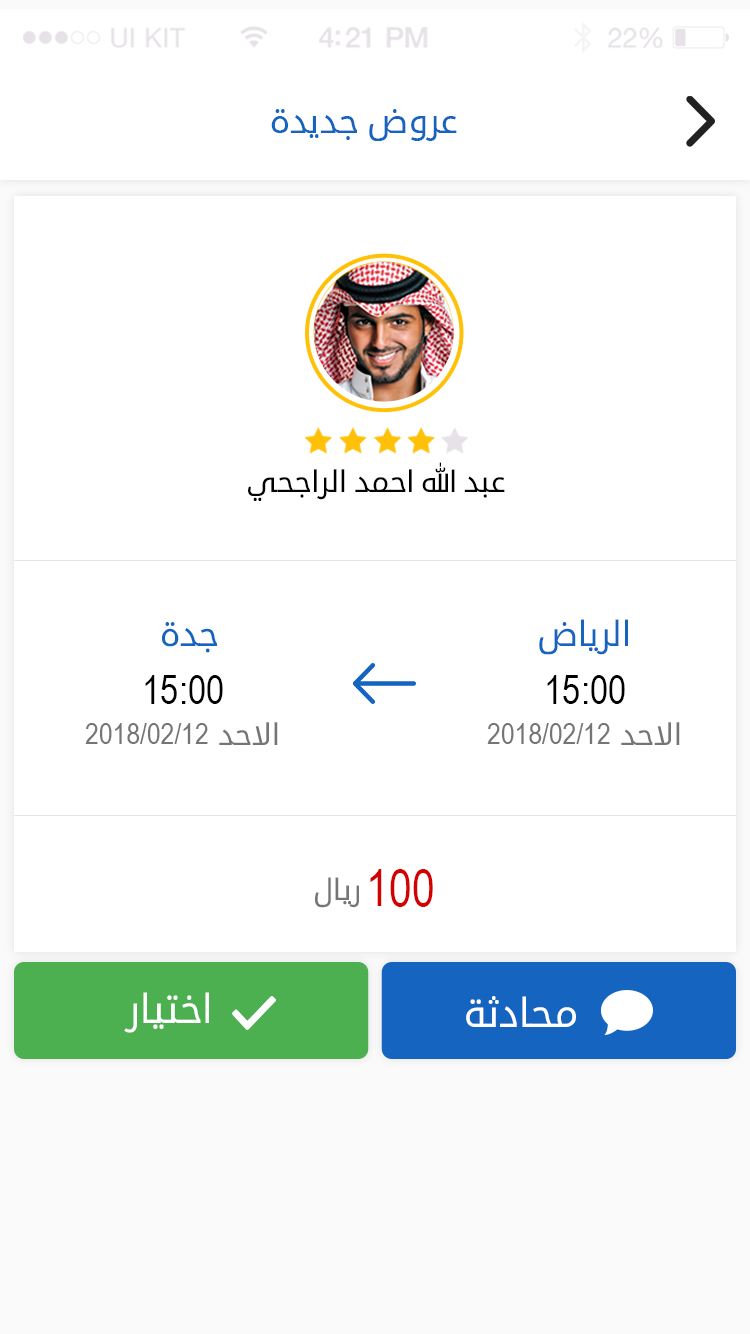 UI KIT 4:21 PM 22%
عروض جديدة
عبد الله احمد الراجحي
الرياض
15:00
الاحد 2018/02/12
جدة
15:00
الاحد 2018/02/12
100 ريال
محادثة
اختيار